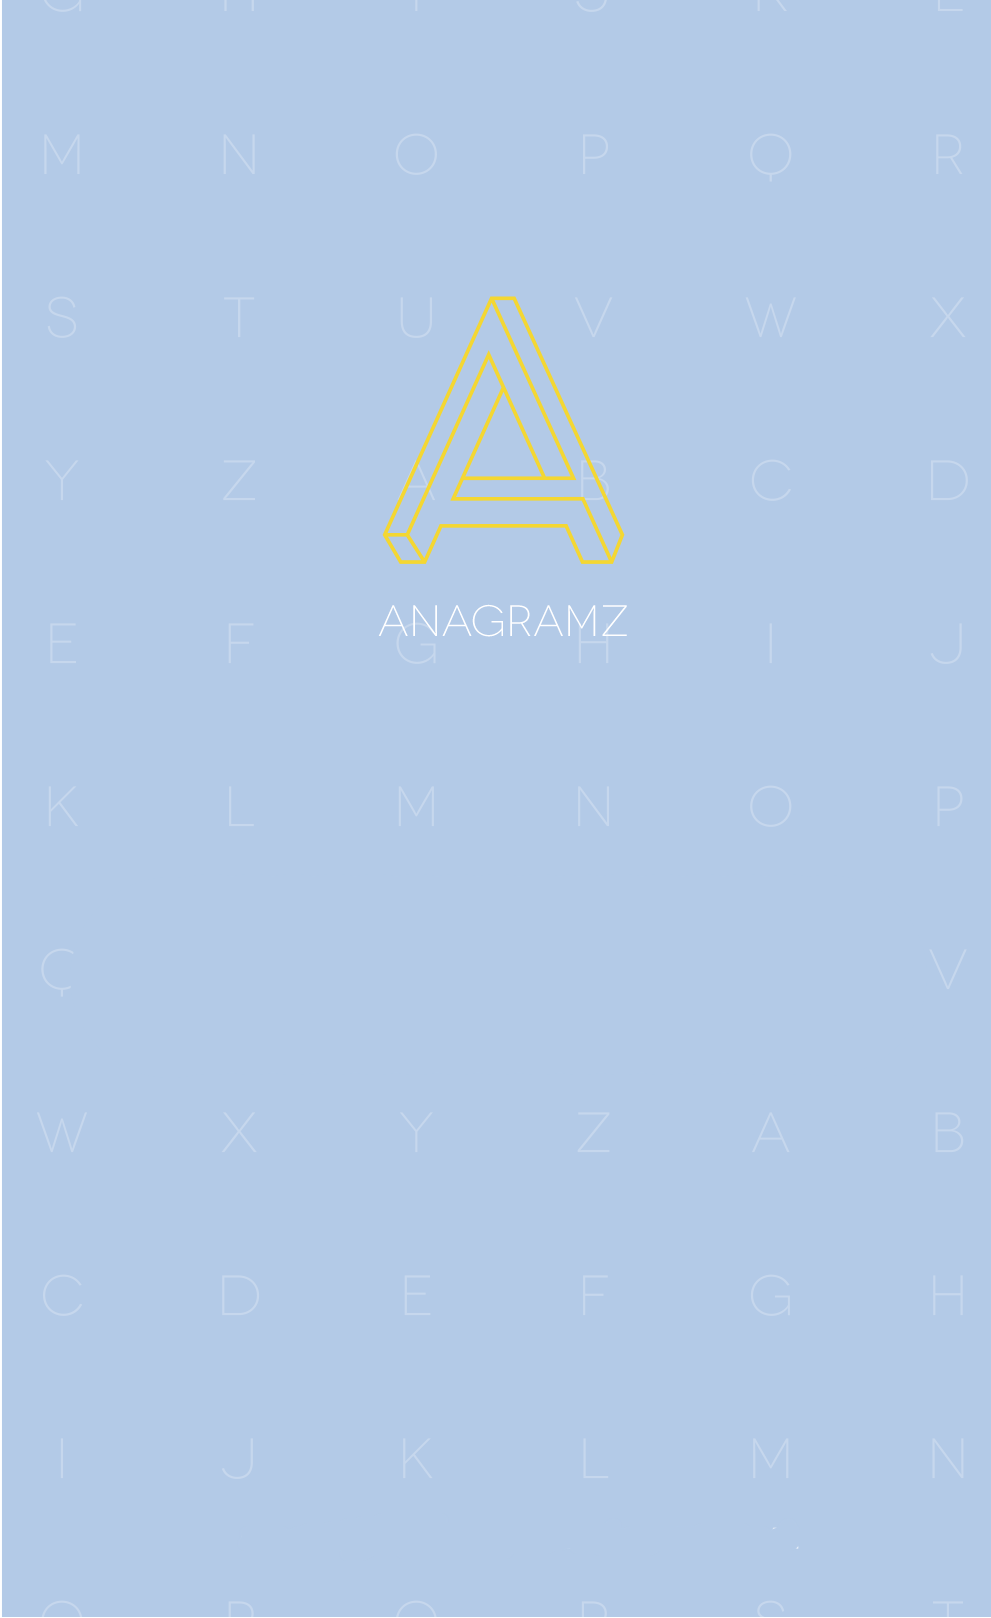 G H I J K L
M N O P Q R
S T U V W X
A
Y Z A B C D
ANAGRAMZ
E F G H I J
K L M N O P
Ç V
W X Y Z A B
C D E F G H
I J K L M N
O P Q R S T